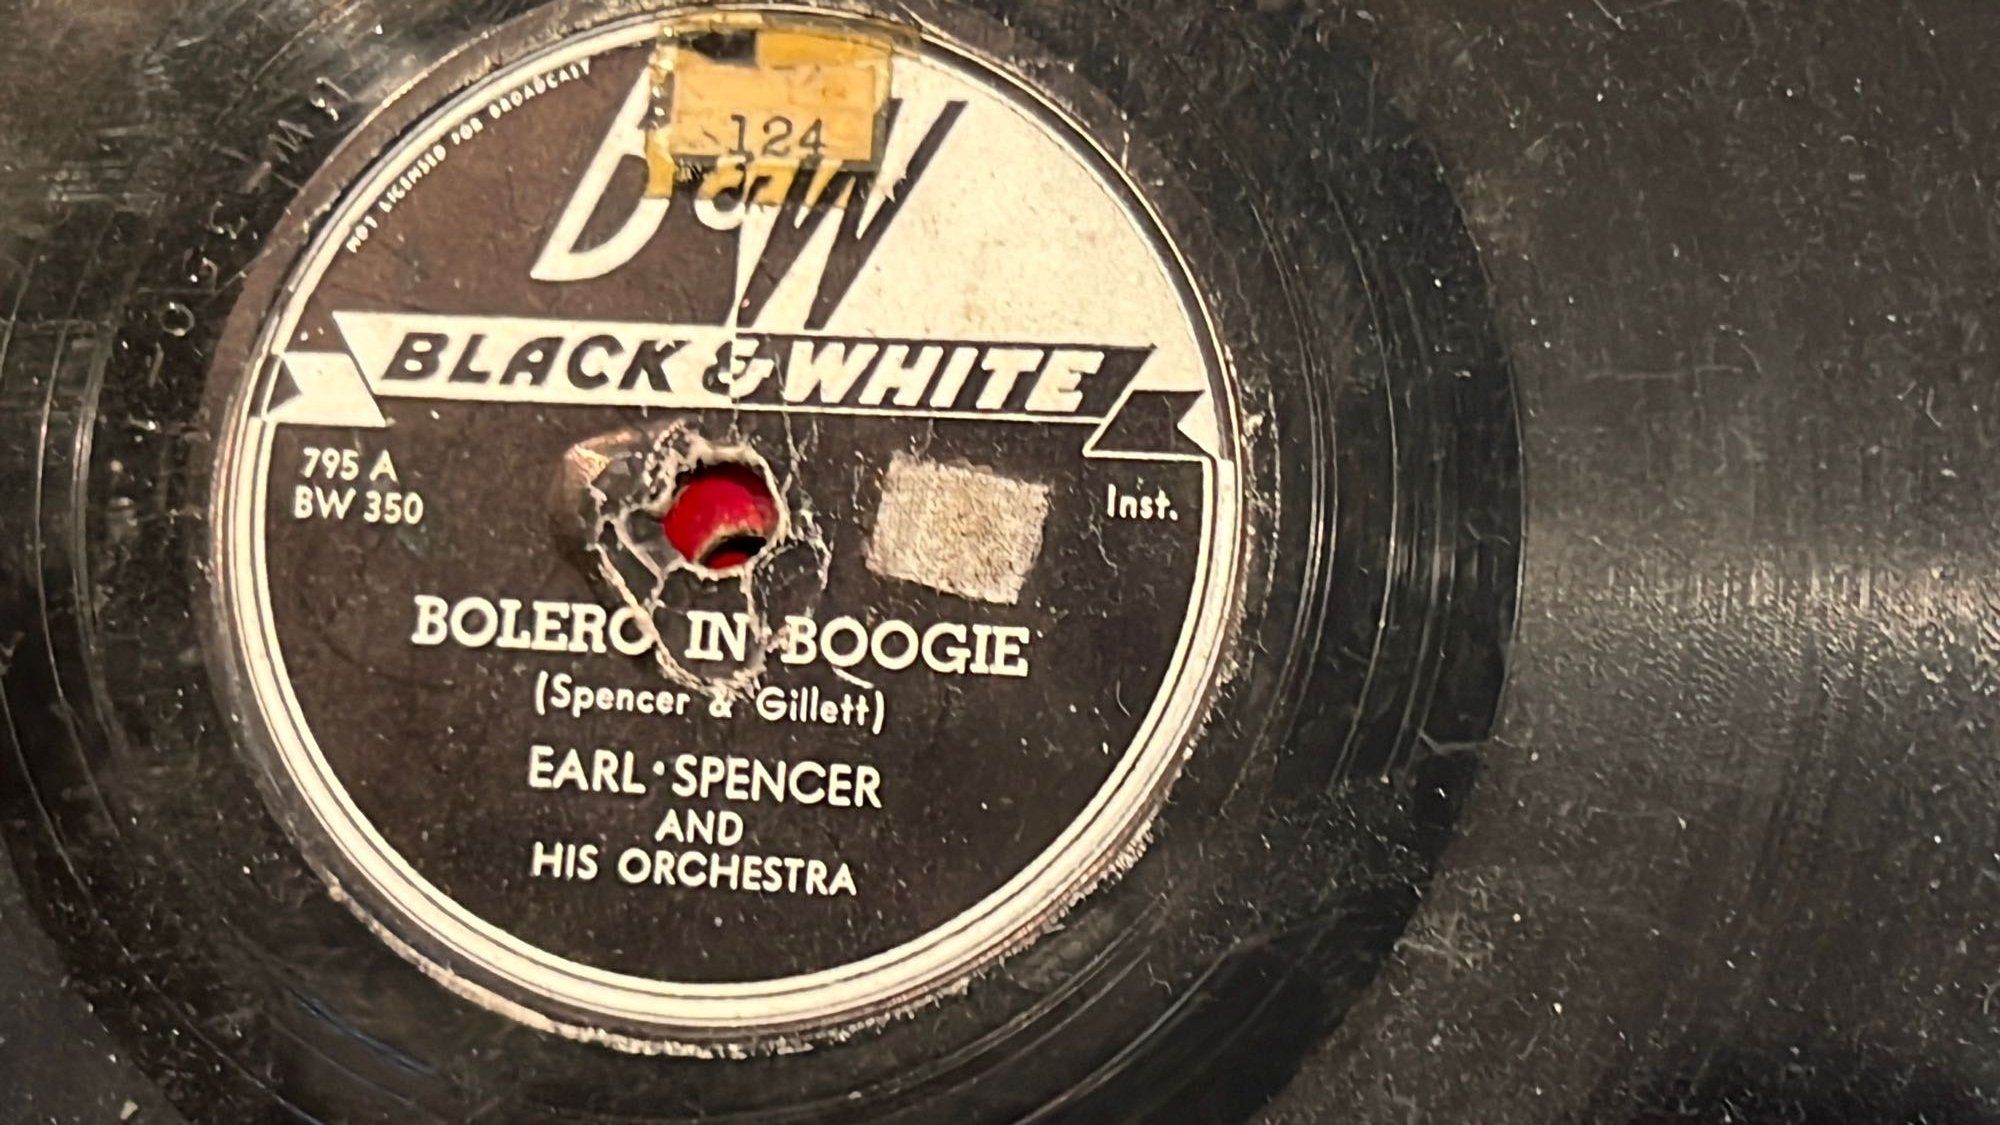 NOT LICENSED FOR BROADCAST
124
B&W
BLACK & WHITE
795 A
BW 350
Inst.
BOLERO IN BOOGIE
(Spencer & Gillett)
EARL • SPENCER
AND
HIS ORCHESTRA